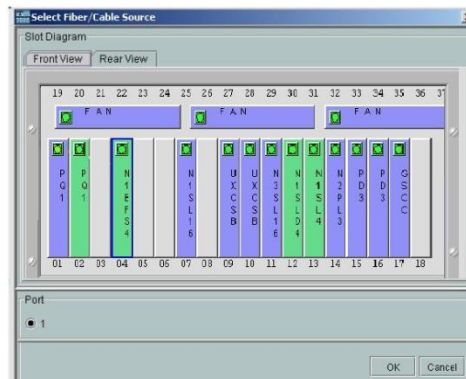 Select Fiber/Cable Source
Slot Diagram
Front View Rear View
19 20 21 22 23 24 25 26 27 28 29 30 31 32 33 34 35 36 37
FAN FAN FAN
PQ1 PQ1 N1EFS4 N1SL16 UXCSB UXCSB N3SL16 N1SLD4 N1SL4 N2PL3 PD3 PD3 GSCC
01 02 03 04 05 06 07 08 09 10 11 12 13 14 15 16 17 18
Port
1
OK Cancel